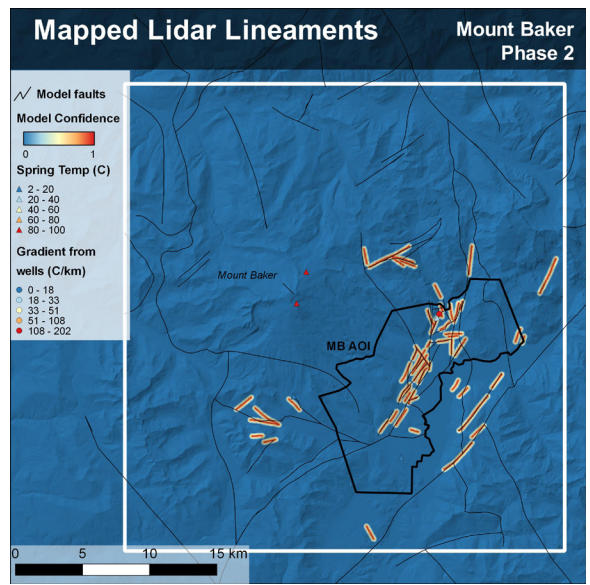 Mapped Lidar Lineaments
Mount Baker
Phase 2
Model faults
Model Confidence
0 1
Spring Temp (C)
2 - 20
20 - 40
40 - 60
60 - 80
80 - 100
Gradient from
wells (C/km)
0 - 18
18 - 33
33 - 51
51 - 108
108 - 202
Mount Baker
MB AOI
0 5 10 15 km